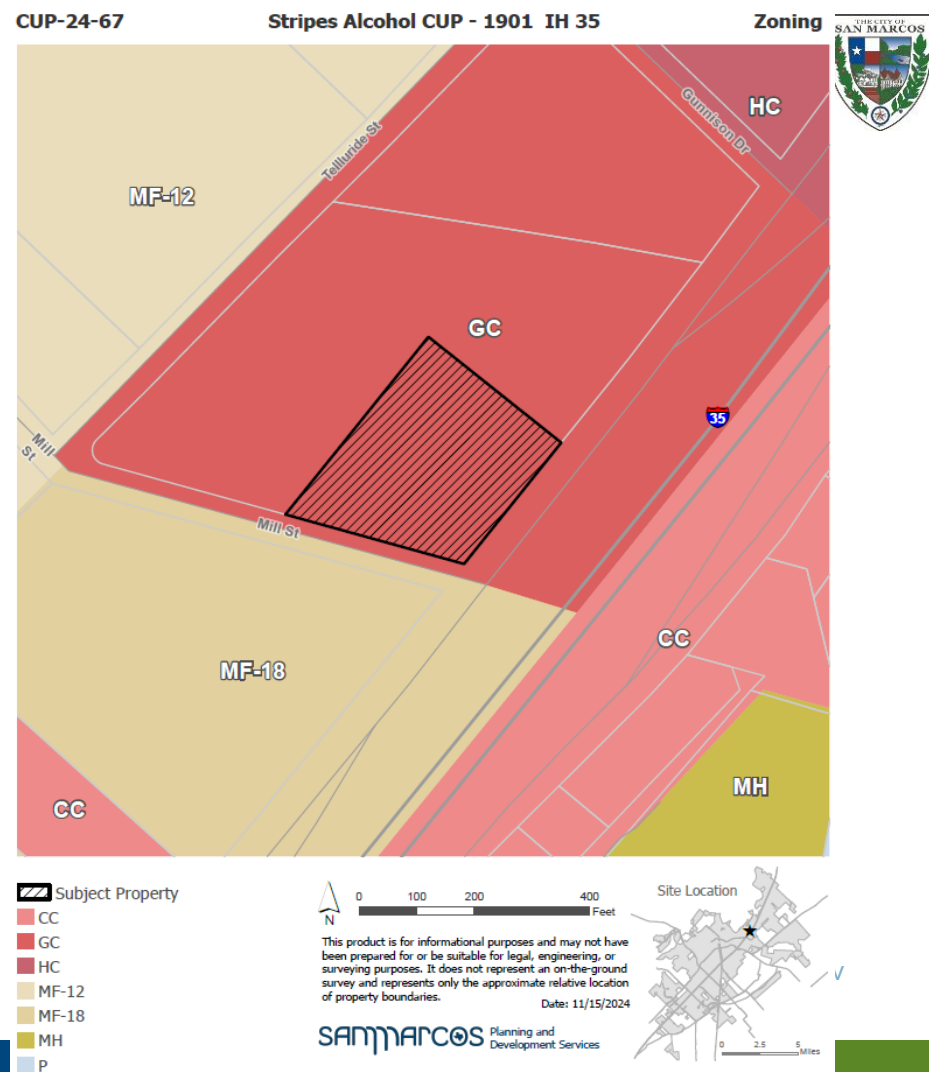 CUP-24-67
Stripes Alcohol CUP - 1901 IH 35
Zoning
THE CITY OF
SAN MARCOS
HC
Gunnison Dr
Telluride St
MF-12
GC
35
Mill
St
Mill St
CC
MF-18
MH
CC
Subject Property
CC
GC
HC
MF-12
MF-18
MH
P
N
0 100 200 400
Feet
This product is for informational purposes and may not have
been prepared for or be suitable for legal, engineering, or
surveying purposes. It does not represent an on-the-ground
survey and represents only the approximate relative location
of property boundaries.
Date: 11/15/2024
SANMARCOS Planning and
Development Services
Site Location
0 2.5 5
Miles
v